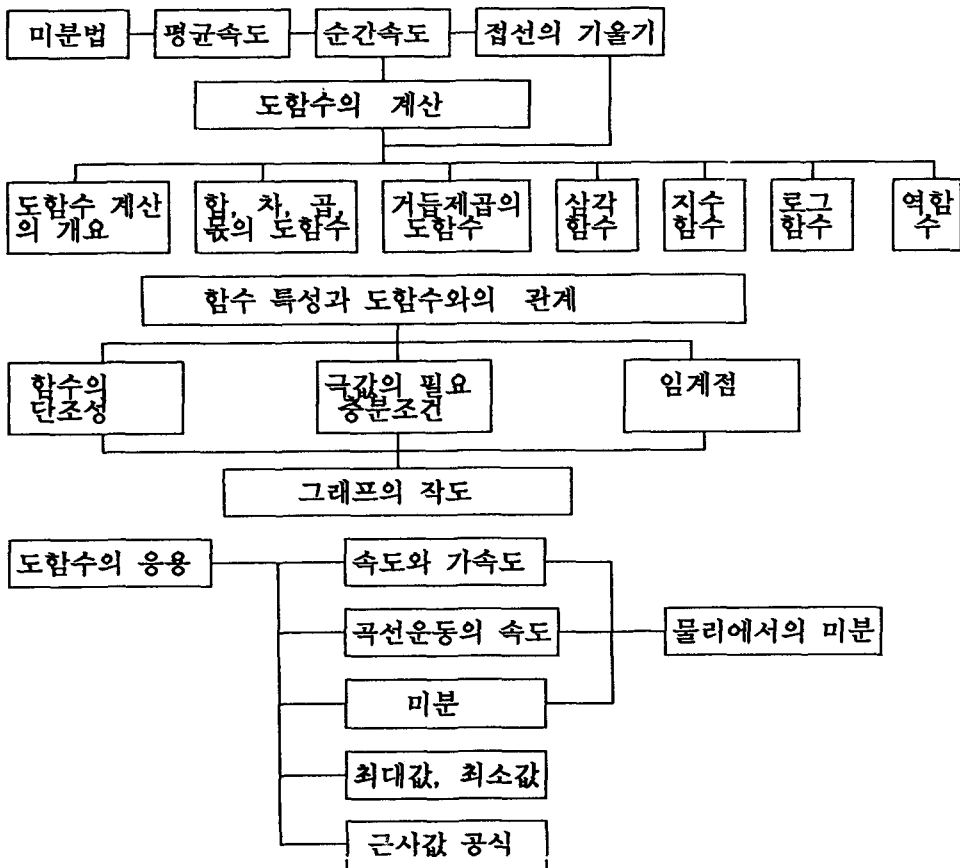 미분법 평균속도 순간속도 접선의 기울기
도함수의 계산
도함수 계산
의 개요
합, 차, 곱,
몫의 도함수
거듭제곱의
도함수
삼각
함수
지수
함수
로그
함수
역함
수
함수 특성과 도함수와의 관계
함수의
단조성
극값의 필요
충분조건
임계점
그래프의 작도
도함수의 응용
속도와 가속도
곡선운동의 속도
물리에서의 미분
미분
최대값, 최소값
근사값 공식